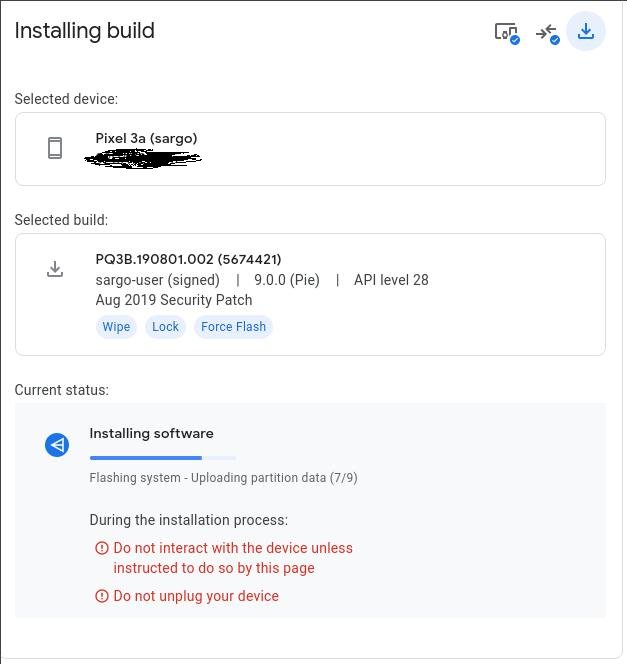 Installing build
Selected device:
Pixel 3a (sargo)
Selected build:
PQ3B.190801.002 (5674421)
sargo-user (signed) | 9.0.0 (Pie) | API level 28
Aug 2019 Security Patch
Wipe Lock Force Flash
Current status:
Installing software
Flashing system - Uploading partition data (7/9)
During the installation process:
Do not interact with the device unless
instructed to do so by this page
Do not unplug your device